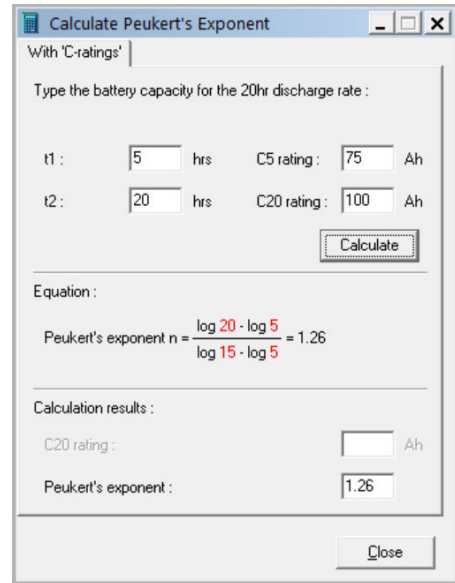 Calculate Peukert's Exponent
With 'C-ratings'
Type the battery capacity for the 20hr discharge rate :
t1 : 5 hrs C5 rating : 75 Ah
t2 : 20 hrs C20 rating : 100 Ah
Calculate
Equation :
log 20 - log 5
Peukert's exponent n = = 1.26
log 15 - log 5
Calculation results :
C20 rating : Ah
Peukert's exponent : 1.26
Close